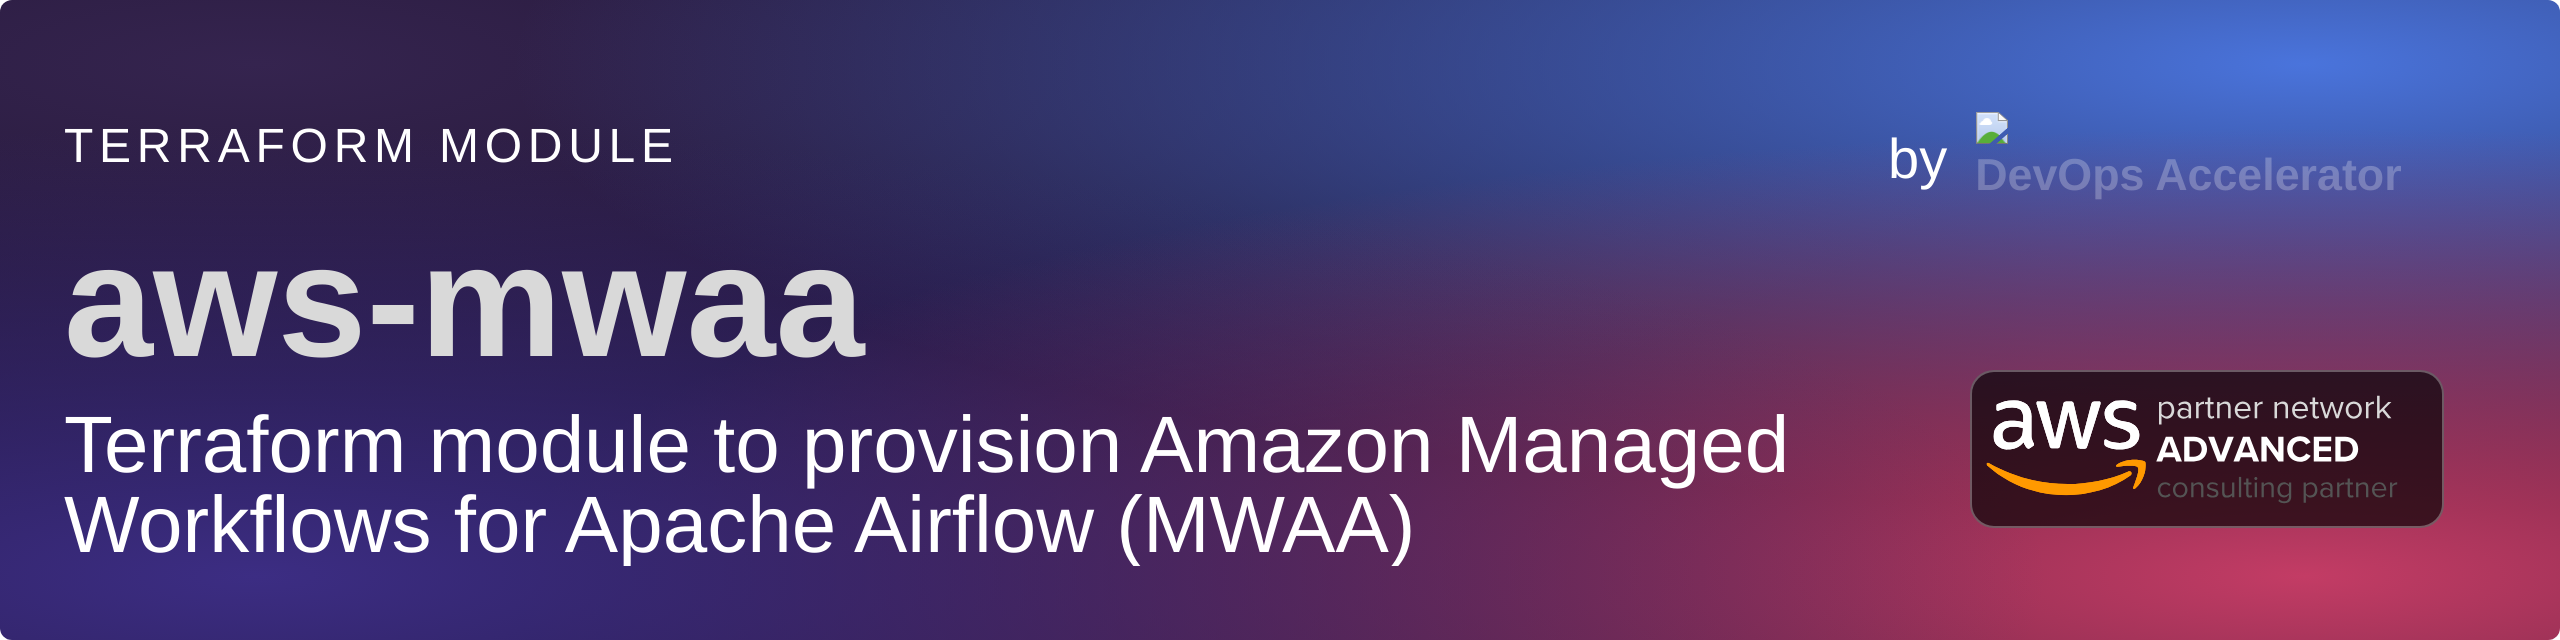 TERRAFORM MODULE
by
DevOps Accelerator
aws-mwaa
Terraform module to provision Amazon Managed
Workflows for Apache Airflow (MWAA)
aws
partner network
ADVANCED
consulting partner